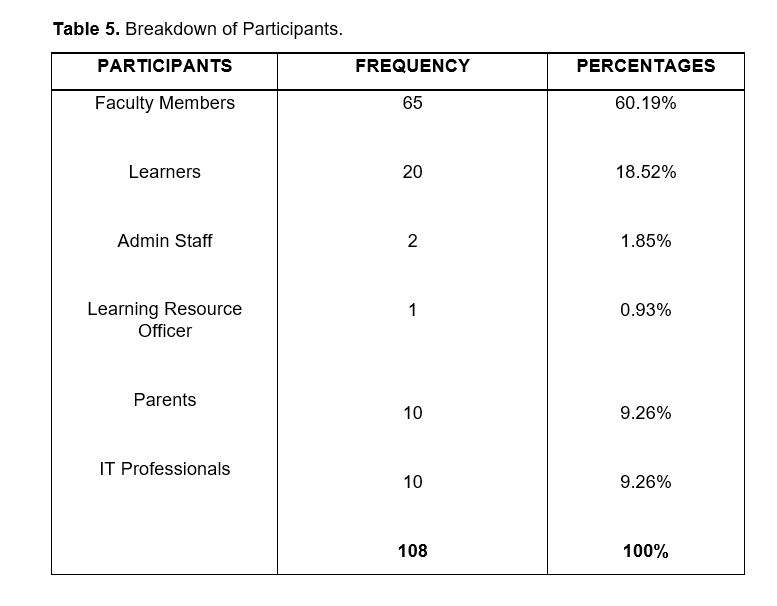 Table 5. Breakdown of Participants.
PARTICIPANTS FREQUENCY PERCENTAGES
Faculty Members 65 60.19%
Learners 20 18.52%
Admin Staff 2 1.85%
Learning Resource 1 0.93%
Officer
Parents 10 9.26%
IT Professionals 10 9.26%
108 100%